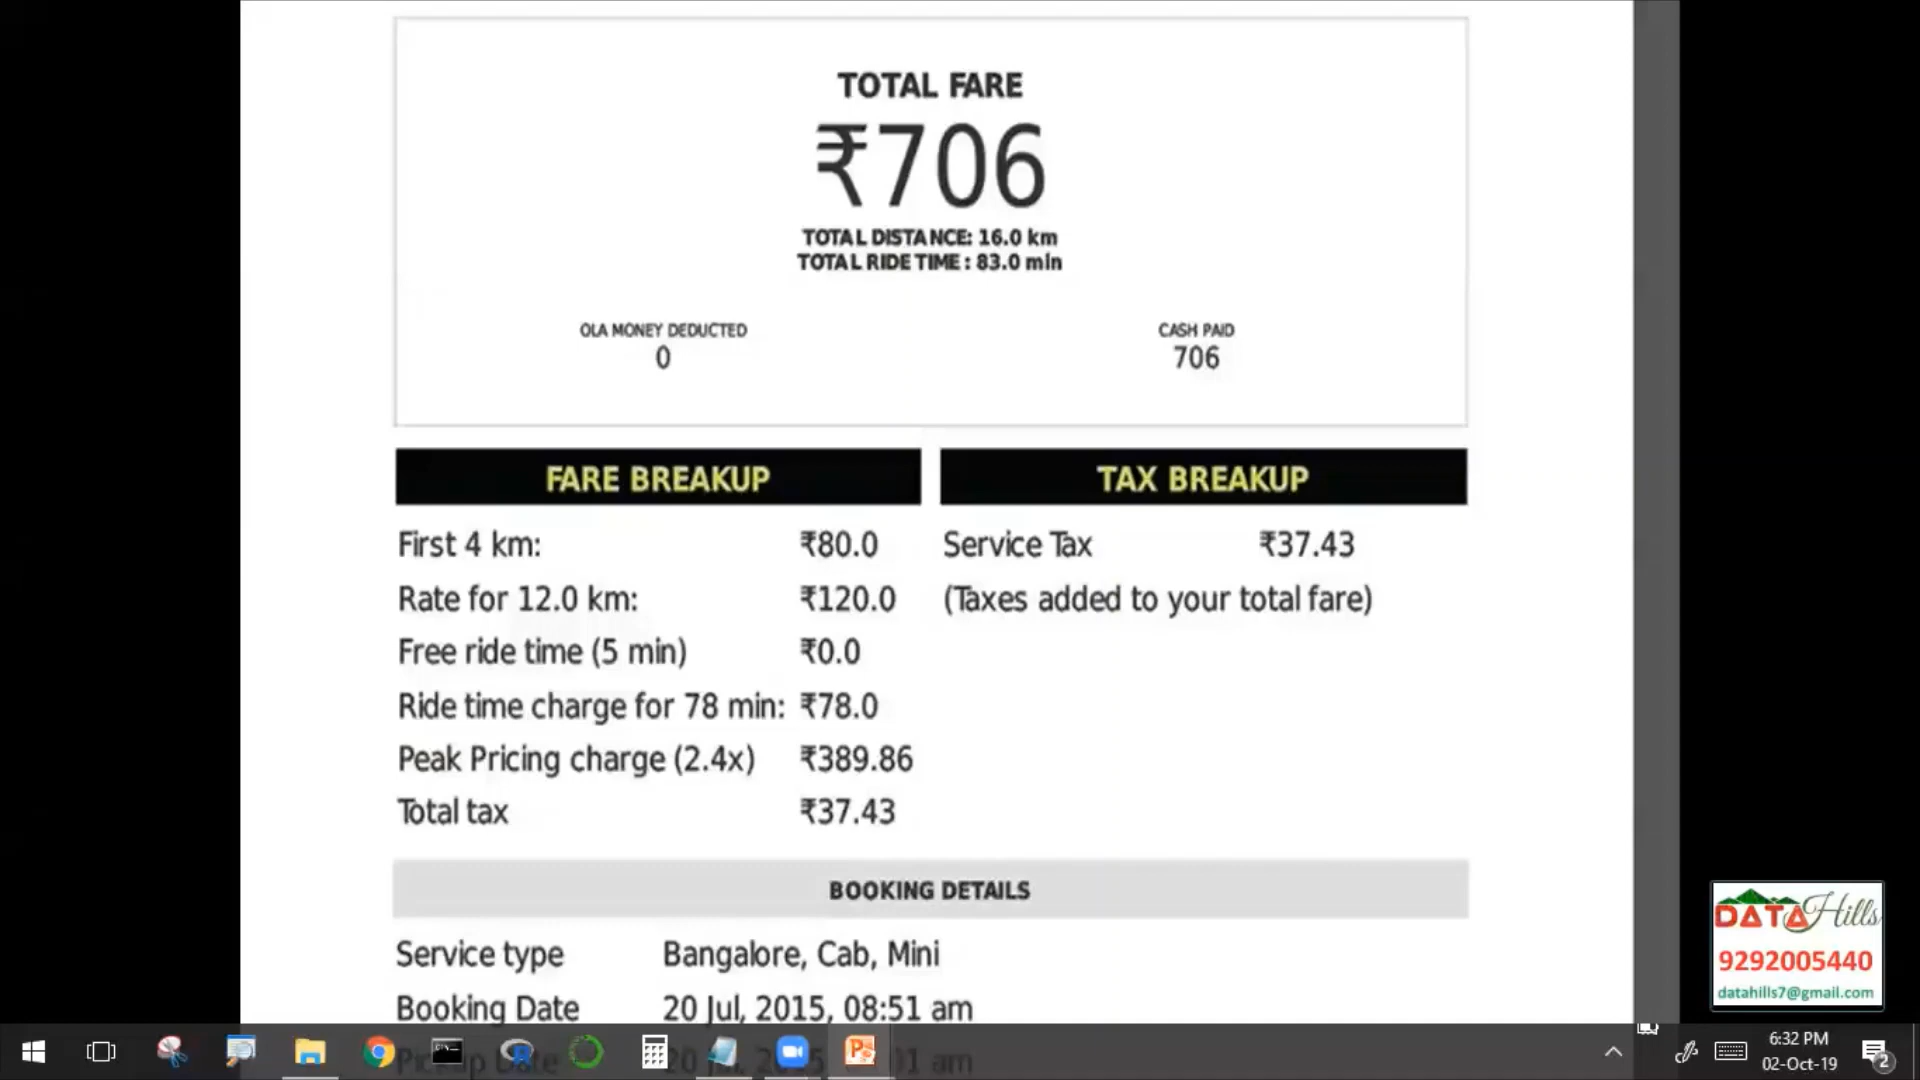 TOTAL FARE
₹706
TOTAL DISTANCE: 16.0 km
TOTAL RIDE TIME : 83.0 min
OLA MONEY DEDUCTED
0
CASH PAID
706
FARE BREAKUP
First 4 km: ₹80.0
Rate for 12.0 km: ₹120.0
Free ride time (5 min) ₹0.0
Ride time charge for 78 min: ₹78.0
Peak Pricing charge (2.4x) ₹389.86
Total tax ₹37.43
TAX BREAKUP
Service Tax ₹37.43
(Taxes added to your total fare)
BOOKING DETAILS
Service type Bangalore, Cab, Mini
Booking Date 20 Jul, 2015, 08:51 am
Pickup Date
DATA Hills
9292005440
datahills7@gmail.com
6:32 PM
02-Oct-19
2